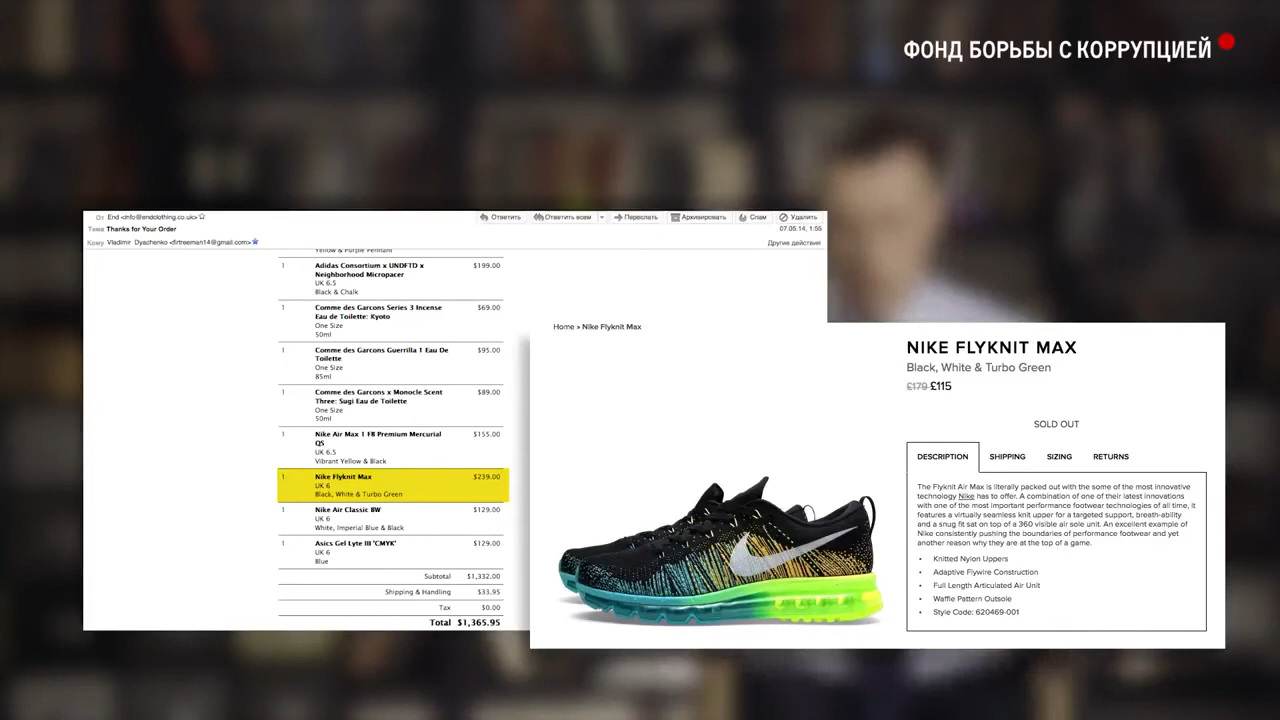 ФОНД БОРЬБЫ С КОРРУПЦИЕЙ
От End <info@endclothing.co.uk>
Ответить
Ответить всем
Переслать
Архивировать
Спам
Удалить
Тема Thanks for Your Order
07.05.14, 1:55
Кому Vladimir Dyachenko <firtreeman14@gmail.com>
Другие действия
Yellow & Purple Pennant
1 Adidas Consortium x UNDFTD x $199.00
Neighborhood Micropacer
UK 6.5
Black & Chalk
1 Comme des Garcons Series 3 Incense $69.00
Eau de Toilette: Kyoto
One Size
50ml
1 Comme des Garcons Guerrilla 1 Eau De $95.00
Toilette
One Size
85ml
1 Comme des Garcons x Monocle Scent $89.00
Three: Sugi Eau de Toilette
One Size
50ml
1 Nike Air Max 1 FB Premium Mercurial $155.00
QS
UK 6.5
Vibrant Yellow & Black
1 Nike Flyknit Max $239.00
UK 6
Black, White & Turbo Green
1 Nike Air Classic BW $129.00
UK 6
White, Imperial Blue & Black
1 Asics Gel Lyte III 'CMYK' $129.00
UK 6
Blue
Subtotal $1,332.00
Shipping & Handling $33.95
Tax $0.00
Total $1,365.95
Home » Nike Flyknit Max
NIKE FLYKNIT MAX
Black, White & Turbo Green
£179 £115
SOLD OUT
DESCRIPTION SHIPPING SIZING RETURNS
The Flyknit Air Max is literally packed out with some of the most innovative
technology Nike has to offer. A combination of one of their latest innovations
with one of the most important performance footwear technologies of all time, it
features a virtually seamless knit upper for a targeted support, breath-ability
and a snug fit sat on top of a 360 visible air sole unit. An excellent example of
Nike consistently pushing the boundaries of performance footwear and yet
another reason why they are at the top of a game.
• Knitted Nylon Uppers
• Adaptive Flywire Construction
• Full Length Articulated Air Unit
• Waffle Pattern Outsole
• Style Code: 620469-001